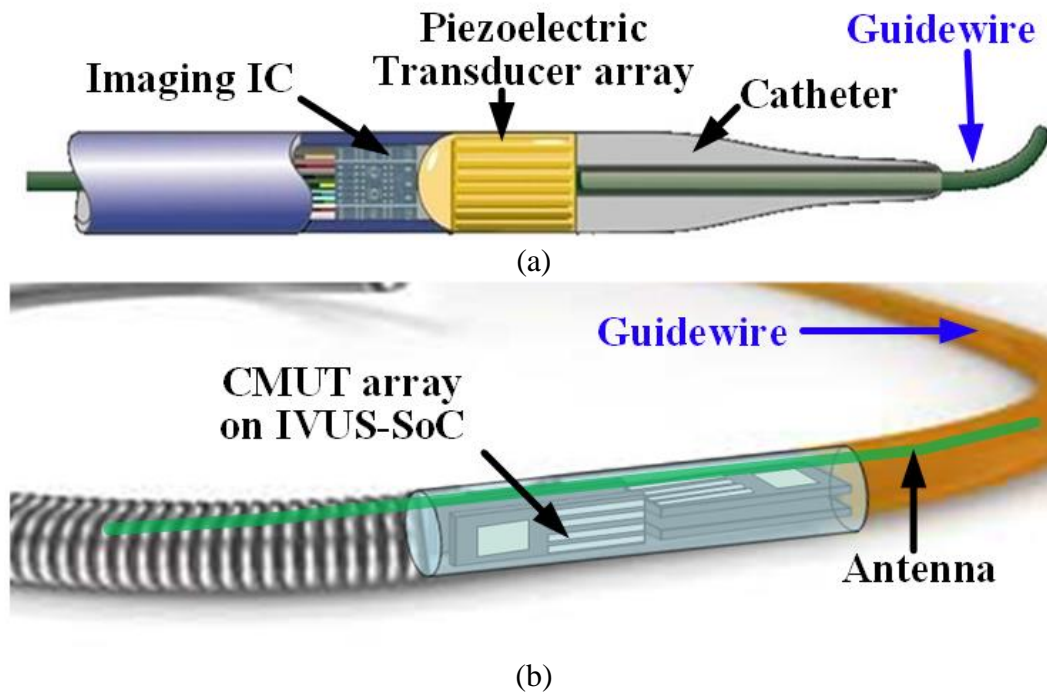 Piezoelectric
Transducer array
Guidewire
Imaging IC
Catheter
(a)
Guidewire
CMUT array
on IVUS-SoC
Antenna
(b)